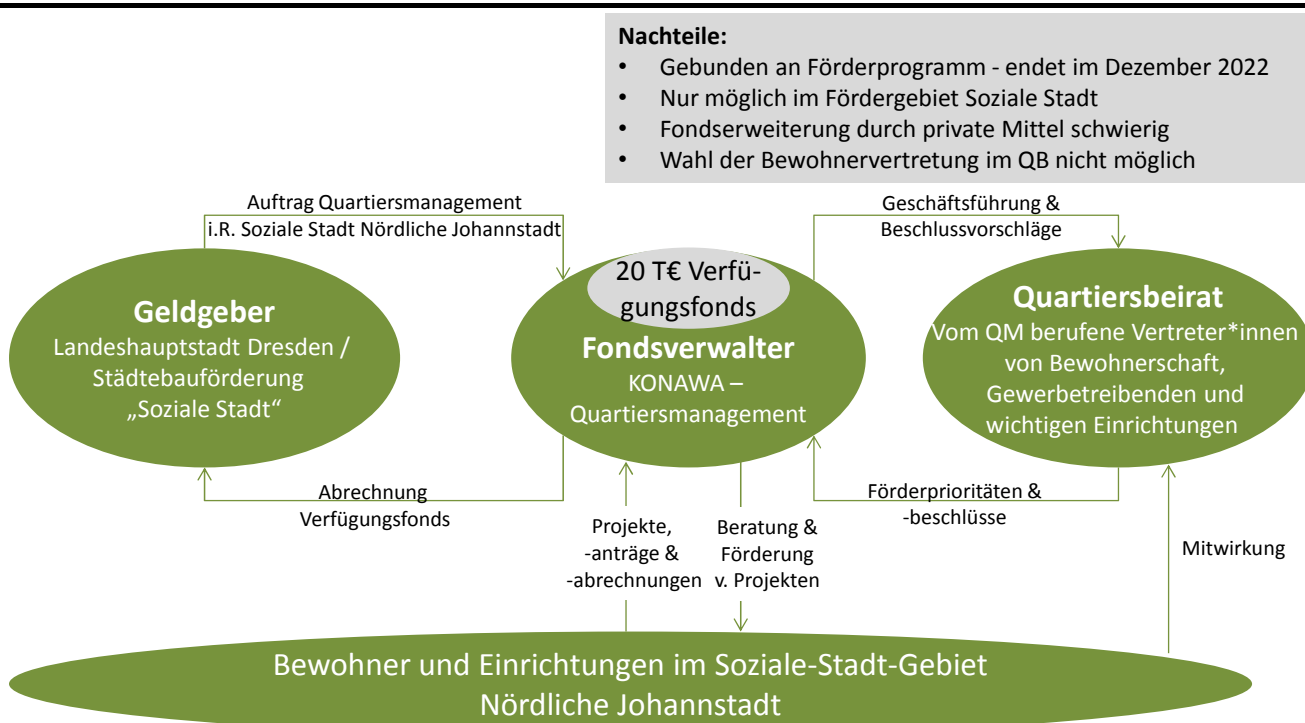 Nachteile:
• Gebunden an Förderprogramm - endet im Dezember 2022
• Nur möglich im Fördergebiet Soziale Stadt
• Fondserweiterung durch private Mittel schwierig
• Wahl der Bewohnervertretung im QB nicht möglich
Auftrag Quartiersmanagement
i.R. Soziale Stadt Nördliche Johannstadt
Geschäftsführung &
Beschlussvorschläge
Geldgeber
Landeshauptstadt Dresden /
Städtebauförderung
„Soziale Stadt“
20 T€ Verfü-
gungsfonds
Fondsverwalter
KONAWA –
Quartiersmanagement
Quartiersbeirat
Vom QM berufene Vertreter*innen
von Bewohnerschaft,
Gewerbetreibenden und
wichtigen Einrichtungen
Abrechnung
Verfügungsfonds
Projekte,
-anträge &
-abrechnungen
Beratung &
Förderung
v. Projekten
Förderprioritäten &
-beschlüsse
Mitwirkung
Bewohner und Einrichtungen im Soziale-Stadt-Gebiet
Nördliche Johannstadt